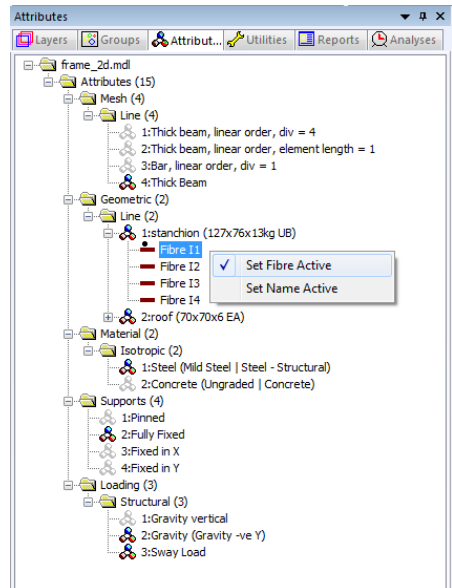 Attributes
Layers Groups Attribut... Utilities Reports Analyses
frame_2d.mdl
Attributes (15)
Mesh (4)
Line (4)
1:Thick beam, linear order, div = 4
2:Thick beam, linear order, element length = 1
3:Bar, linear order, div = 1
4:Thick Beam
Geometric (2)
Line (2)
1:stanchion (127x76x13kg UB)
Fibre I1
Fibre I2 Set Fibre Active
Fibre I3 Set Name Active
Fibre I4
2:roof (70x70x6 EA)
Material (2)
Isotropic (2)
1:Steel (Mild Steel | Steel - Structural)
2:Concrete (Ungraded | Concrete)
Supports (4)
1:Pinned
2:Fully Fixed
3:Fixed in X
4:Fixed in Y
Loading (3)
Structural (3)
1:Gravity vertical
2:Gravity (Gravity -ve Y)
3:Sway Load